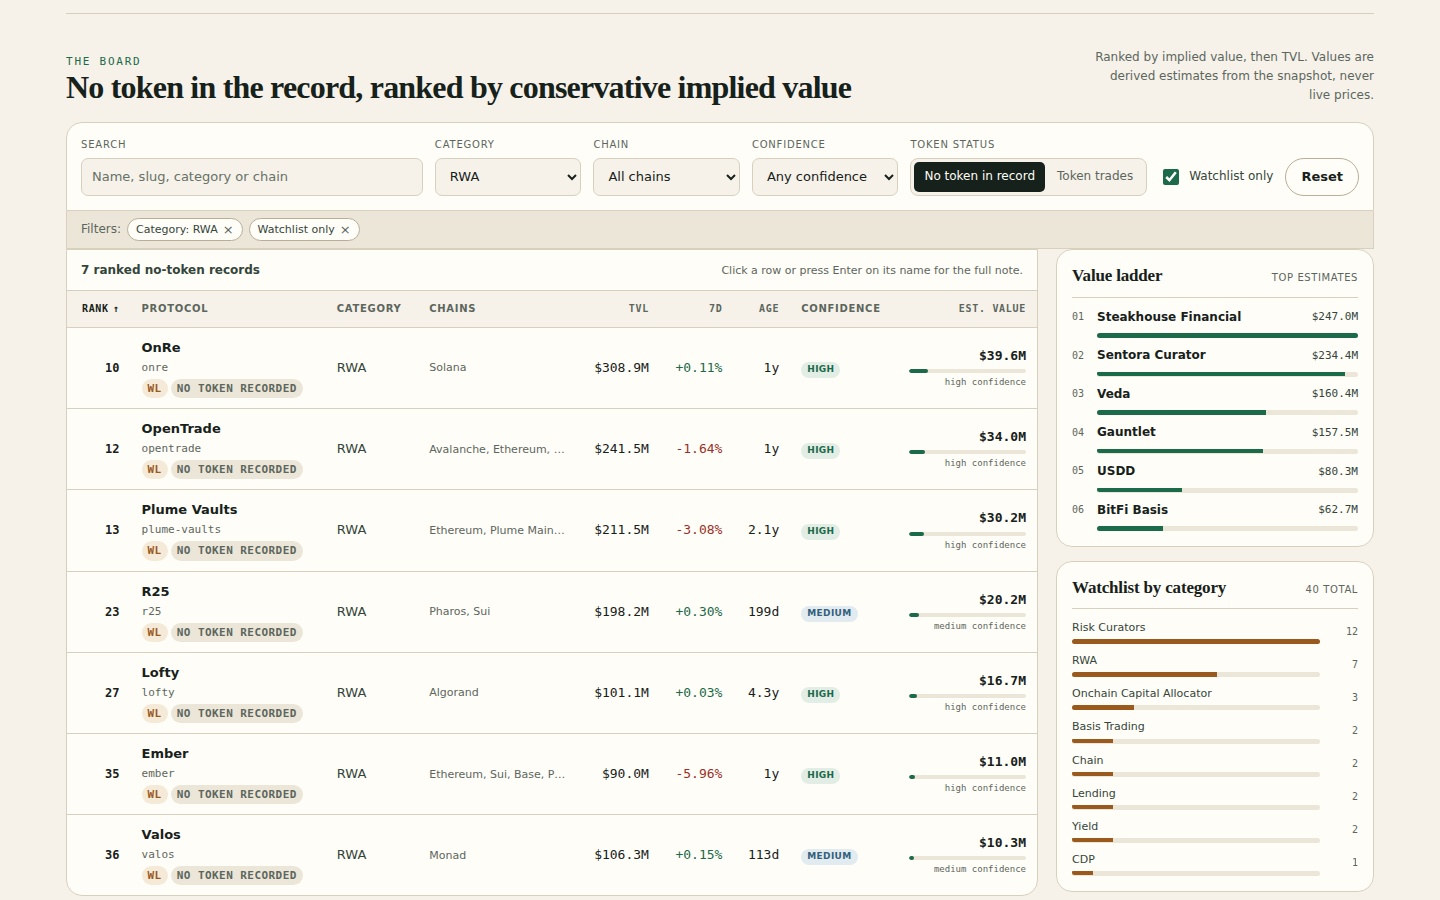 THE BOARD
No token in the record, ranked by conservative implied value
Ranked by implied value, then TVL. Values are
derived estimates from the snapshot, never
live prices.
SEARCH
CATEGORY
CHAIN
CONFIDENCE
TOKEN STATUS
Name, slug, category or chain
RWA
All chains
Any confidence
No token in record
Token trades
Watchlist only
Reset
Filters:
Category: RWA ×
Watchlist only ×
7 ranked no-token records
Click a row or press Enter on its name for the full note.
RANK ↑ PROTOCOL CATEGORY CHAINS TVL 7D AGE CONFIDENCE EST. VALUE
OnRe
10 onre RWA Solana $308.9M +0.11% 1y HIGH $39.6M
WL NO TOKEN RECORDED high confidence
OpenTrade
12 opentrade RWA Avalanche, Ethereum, … $241.5M -1.64% 1y HIGH $34.0M
WL NO TOKEN RECORDED high confidence
Plume Vaults
13 plume-vaults RWA Ethereum, Plume Main… $211.5M -3.08% 2.1y HIGH $30.2M
WL NO TOKEN RECORDED high confidence
R25
23 r25 RWA Pharos, Sui $198.2M +0.30% 199d MEDIUM $20.2M
WL NO TOKEN RECORDED medium confidence
Lofty
27 lofty RWA Algorand $101.1M +0.03% 4.3y HIGH $16.7M
WL NO TOKEN RECORDED high confidence
Ember
35 ember RWA Ethereum, Sui, Base, P… $90.0M -5.96% 1y HIGH $11.0M
WL NO TOKEN RECORDED high confidence
Valos
36 valos RWA Monad $106.3M +0.15% 113d MEDIUM $10.3M
WL NO TOKEN RECORDED medium confidence
Value ladder TOP ESTIMATES
01 Steakhouse Financial $247.0M
02 Sentora Curator $234.4M
03 Veda $160.4M
04 Gauntlet $157.5M
05 USDD $80.3M
06 BitFi Basis $62.7M
Watchlist by category 40 TOTAL
Risk Curators 12
RWA 7
Onchain Capital Allocator 3
Basis Trading 2
Chain 2
Lending 2
Yield 2
CDP 1